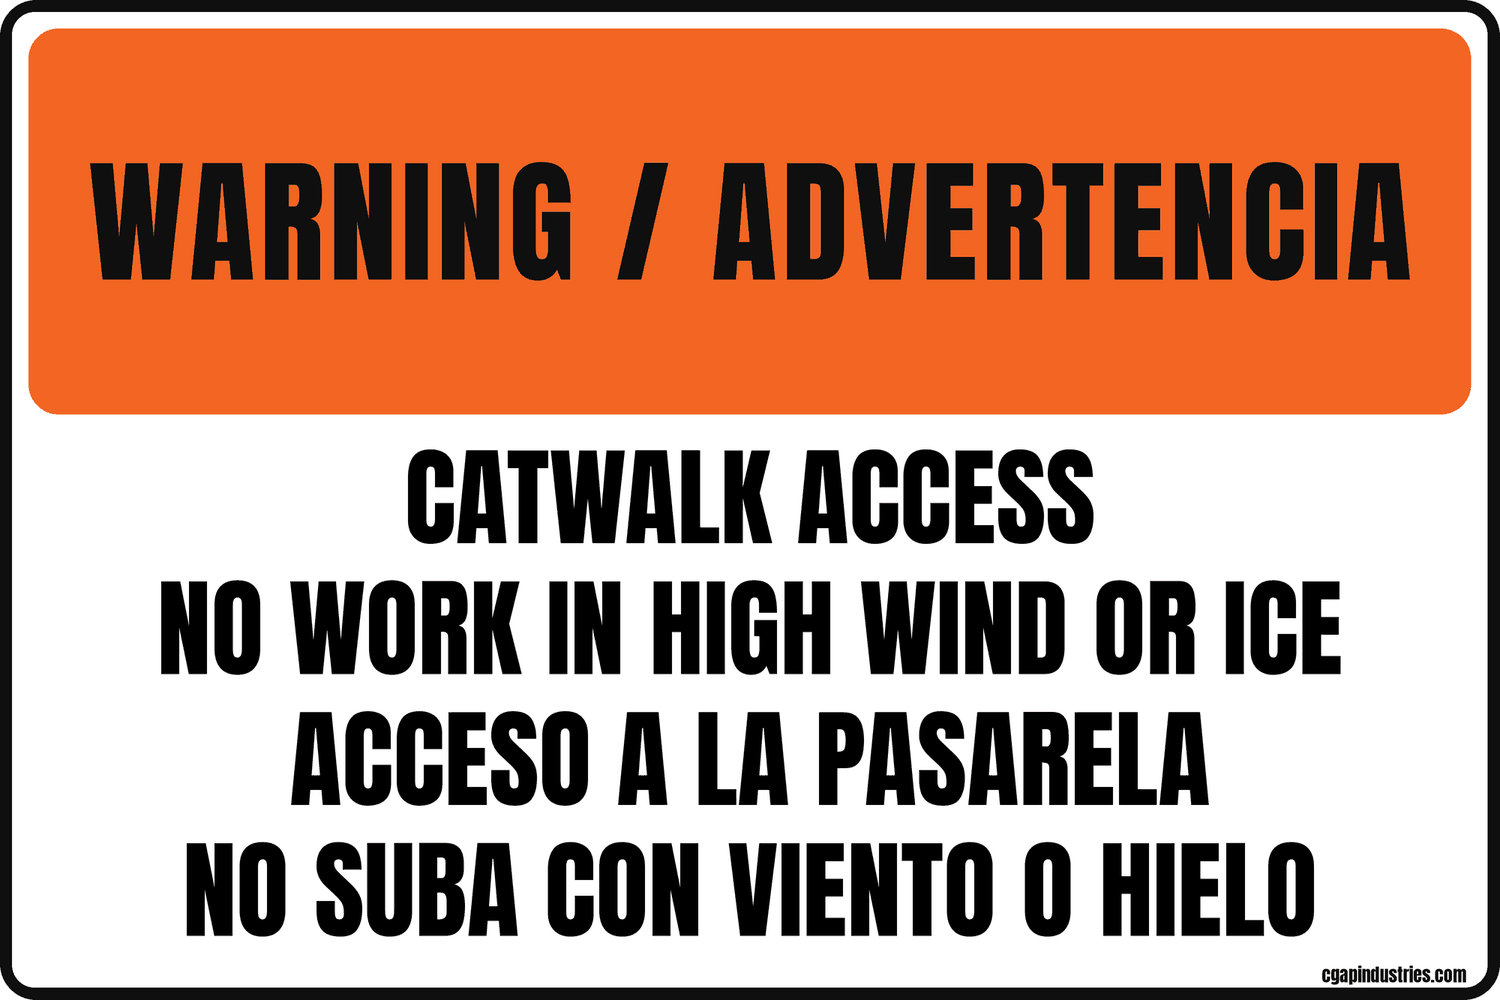 WARNING / ADVERTENCIA
CATWALK ACCESS
NO WORK IN HIGH WIND OR ICE
ACCESO A LA PASARELA
NO SUBA CON VIENTO O HIELO
cgapindustries.com